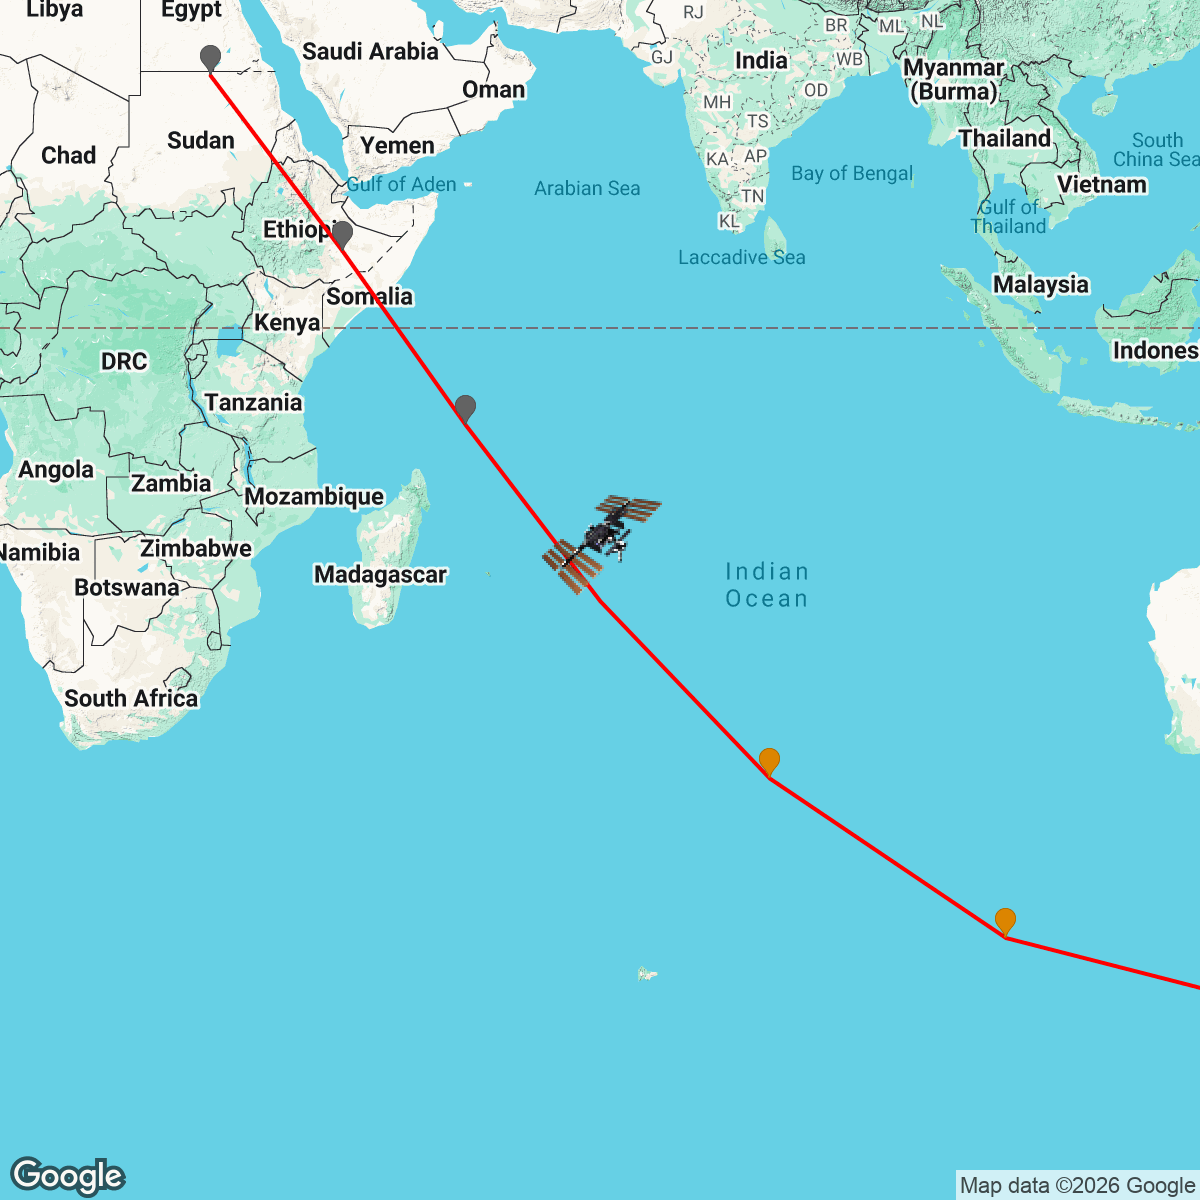 Libya
Egypt
Saudi Arabia
Oman
Yemen
Gulf of Aden
Chad
Sudan
Ethiop
Somalia
Kenya
DRC
Tanzania
Angola
Zambia
Mozambique
Namibia
Zimbabwe
Botswana
Madagascar
South Africa
Arabian Sea
RJ
GJ
India
BR
WB
ML
NL
OD
MH
TS
KA
AP
TN
KL
Bay of Bengal
Laccadive Sea
Myanmar
(Burma)
Thailand
Vietnam
South
China Sea
Gulf of
Thailand
Malaysia
Indones
Indian
Ocean
Google
Map data ©2026 Google